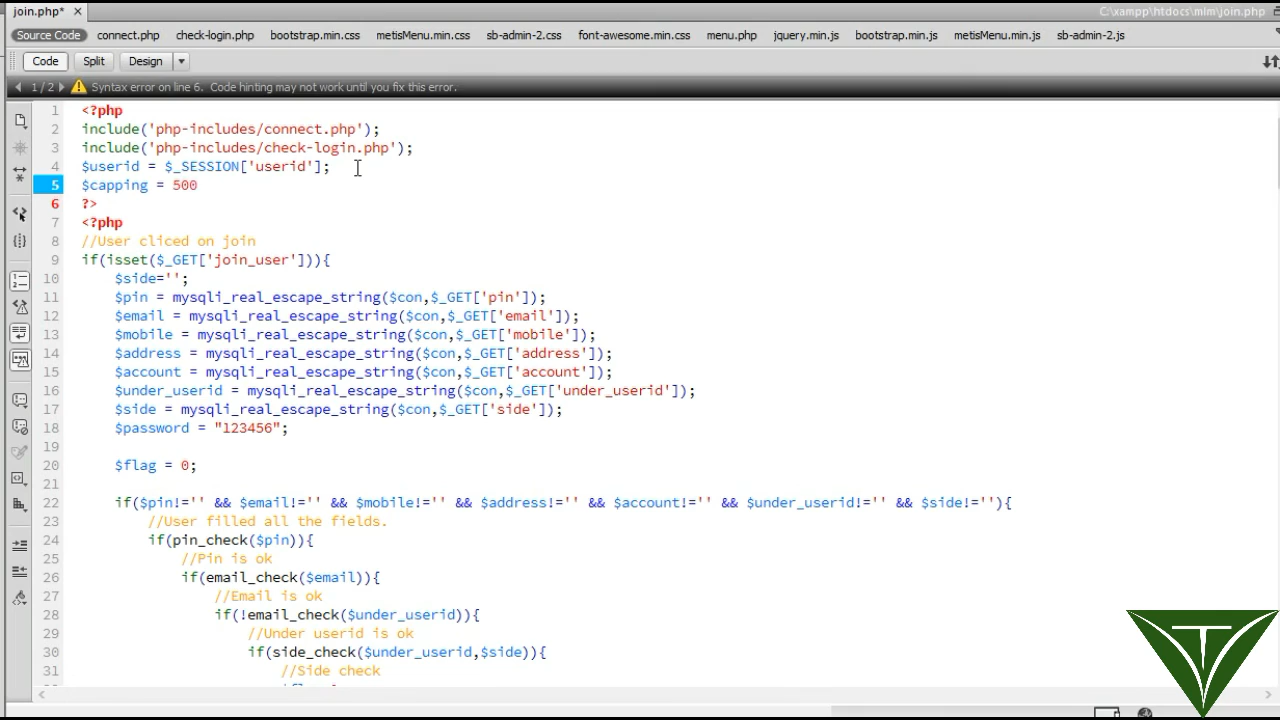 join.php* ×
C:\xampp\htdocs\mlm\join.php
Source Code connect.php check-login.php bootstrap.min.css metisMenu.min.css sb-admin-2.css font-awesome.min.css menu.php jquery.min.js bootstrap.min.js metisMenu.min.js sb-admin-2.js
Code Split Design
1 / 2 Syntax error on line 6. Code hinting may not work until you fix this error.
1 <?php
2 include('php-includes/connect.php');
3 include('php-includes/check-login.php');
4 $userid = $_SESSION['userid'];
5 $capping = 500
6 ?>
7 <?php
8 //User cliced on join
9 if(isset($_GET['join_user'])){
10 $side='';
11 $pin = mysqli_real_escape_string($con,$_GET['pin']);
12 $email = mysqli_real_escape_string($con,$_GET['email']);
13 $mobile = mysqli_real_escape_string($con,$_GET['mobile']);
14 $address = mysqli_real_escape_string($con,$_GET['address']);
15 $account = mysqli_real_escape_string($con,$_GET['account']);
16 $under_userid = mysqli_real_escape_string($con,$_GET['under_userid']);
17 $side = mysqli_real_escape_string($con,$_GET['side']);
18 $password = "123456";
19
20 $flag = 0;
21
22 if($pin!='' && $email!='' && $mobile!='' && $address!='' && $account!='' && $under_userid!='' && $side!=''){
23 //User filled all the fields.
24 if(pin_check($pin)){
25 //Pin is ok
26 if(email_check($email)){
27 //Email is ok
28 if(!email_check($under_userid)){
29 //Under userid is ok
30 if(side_check($under_userid,$side)){
31 //Side check